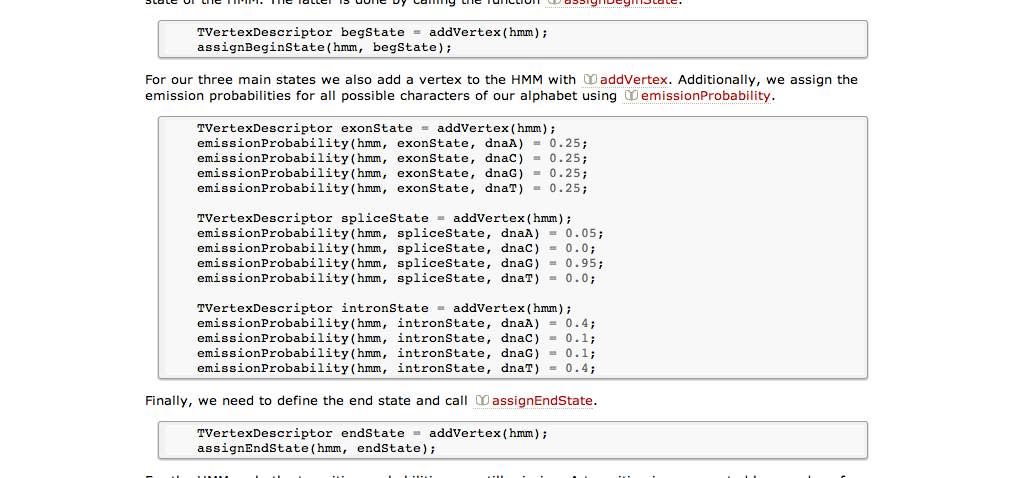 state of the HMM. The latter is done by calling the function assignBeginState.
TVertexDescriptor begState = addVertex(hmm);
assignBeginState(hmm, begState);
For our three main states we also add a vertex to the HMM with addVertex. Additionally, we assign the
emission probabilities for all possible characters of our alphabet using emissionProbability.
TVertexDescriptor exonState = addVertex(hmm);
emissionProbability(hmm, exonState, dnaA) = 0.25;
emissionProbability(hmm, exonState, dnaC) = 0.25;
emissionProbability(hmm, exonState, dnaG) = 0.25;
emissionProbability(hmm, exonState, dnaT) = 0.25;
TVertexDescriptor spliceState = addVertex(hmm);
emissionProbability(hmm, spliceState, dnaA) = 0.05;
emissionProbability(hmm, spliceState, dnaC) = 0.0;
emissionProbability(hmm, spliceState, dnaG) = 0.95;
emissionProbability(hmm, spliceState, dnaT) = 0.0;
TVertexDescriptor intronState = addVertex(hmm);
emissionProbability(hmm, intronState, dnaA) = 0.4;
emissionProbability(hmm, intronState, dnaC) = 0.1;
emissionProbability(hmm, intronState, dnaG) = 0.1;
emissionProbability(hmm, intronState, dnaT) = 0.4;
Finally, we need to define the end state and call assignEndState.
TVertexDescriptor endState = addVertex(hmm);
assignEndState(hmm, endState);